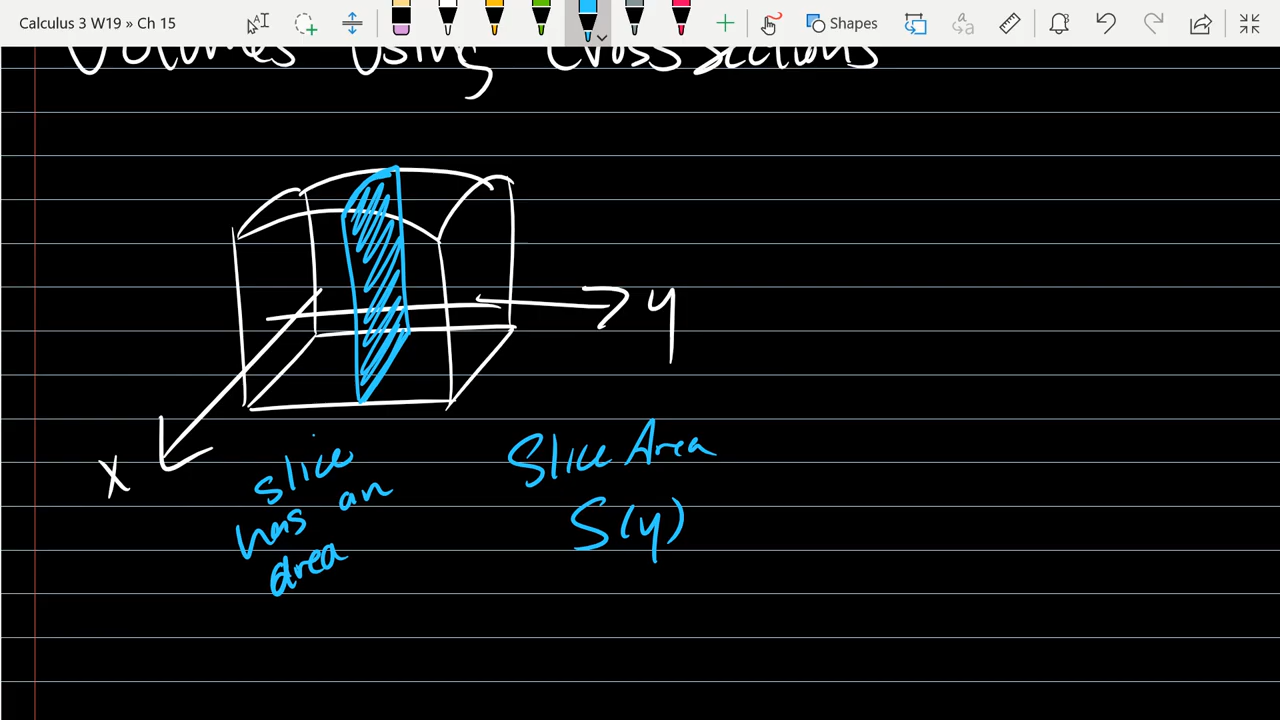 Calculus 3 W19 » Ch 15
Shapes
Volumes Using Cross Sections
y
x
slice
has an
area
Slice Area
S(y)